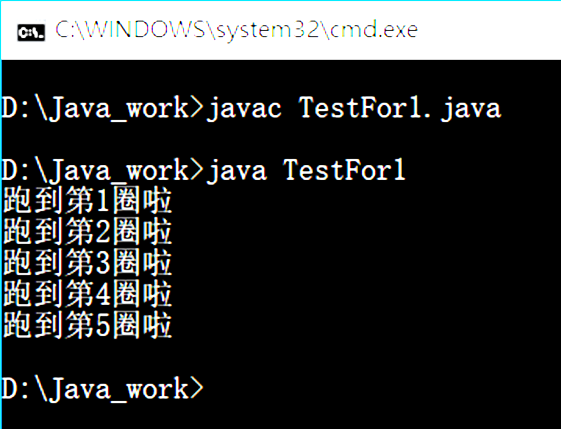 C:\WINDOWS\system32\cmd.exe
D:\Java_work>javac TestFor1.java
D:\Java_work>java TestFor1
跑到第1圈啦
跑到第2圈啦
跑到第3圈啦
跑到第4圈啦
跑到第5圈啦
D:\Java_work>